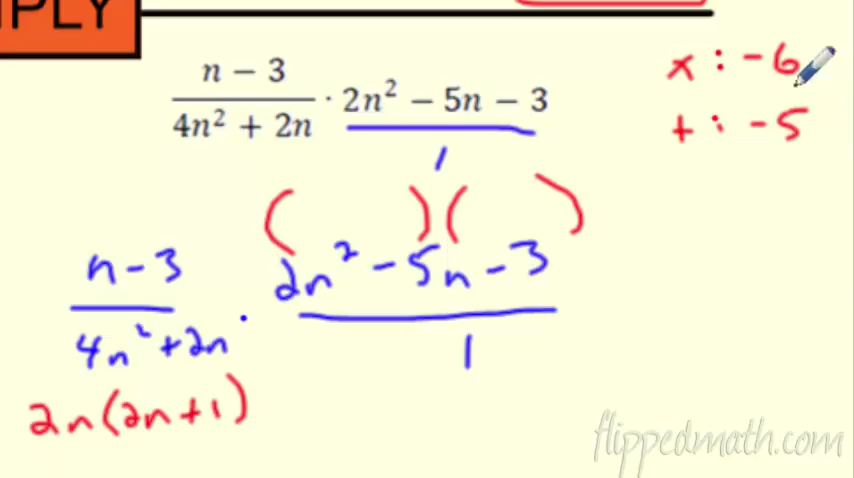 IPLY
n − 3
4n² + 2n
· 2n² − 5n − 3
1
x : -6
+ : -5
( )( )
n - 3
4n² + 2n
·
2n² - 5n - 3
1
2n(2n+1)
flippedmath.com